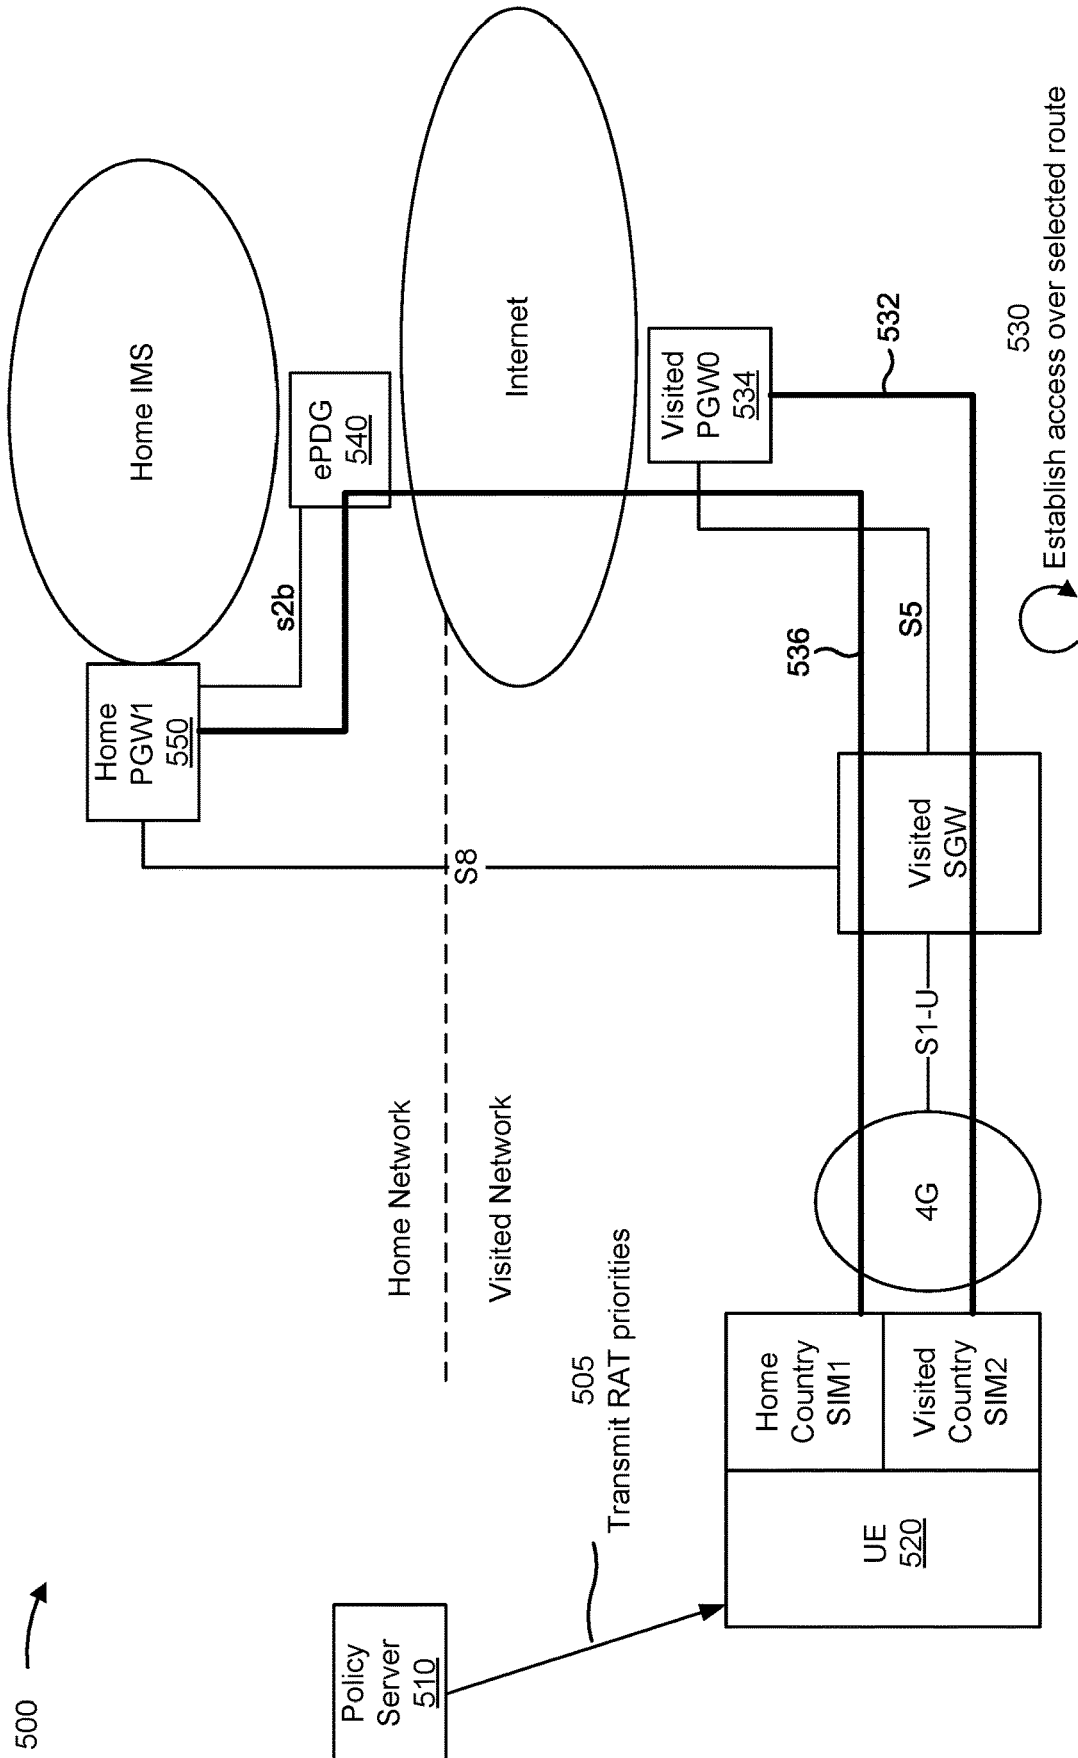 500
Policy
Server
510
505
Transmit RAT priorities
UE
520
Home
Country
SIM1
Visited
Country
SIM2
Home Network
Visited Network
4G
S1-U
S8
Visited
SGW
Home
PGW1
550
s2b
Home IMS
ePDG
540
Internet
536
S5
Visited
PGW0
534
532
530
Establish access over selected route